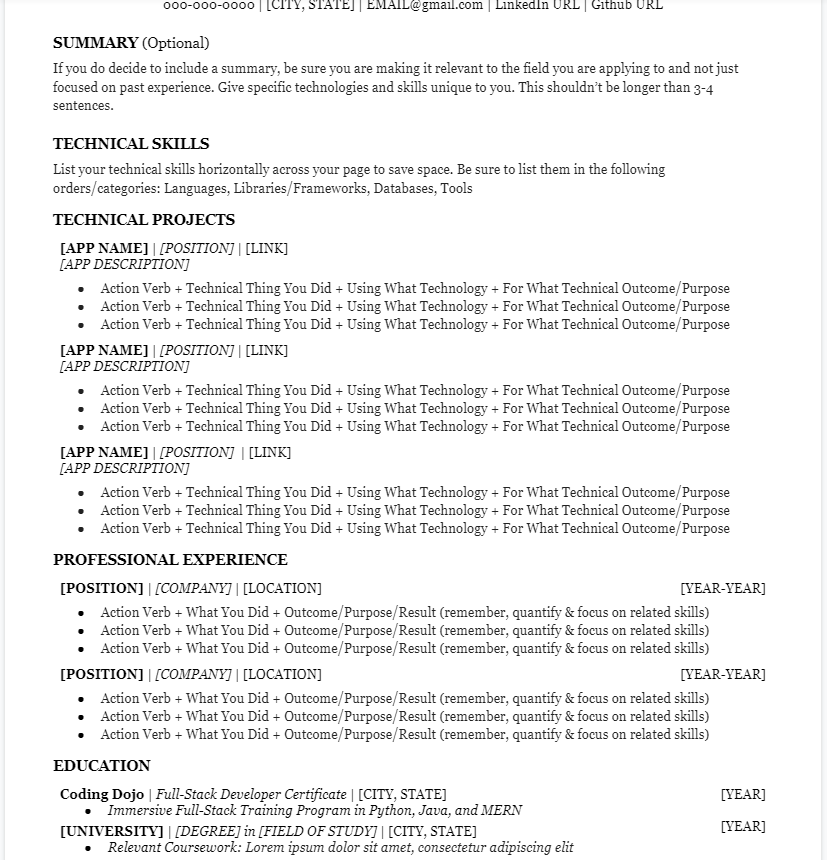 000-000-0000 | [CITY, STATE] | EMAIL@gmail.com | LinkedIn URL | Github URL
SUMMARY (Optional)
If you do decide to include a summary, be sure you are making it relevant to the field you are applying to and not just
focused on past experience. Give specific technologies and skills unique to you. This shouldn't be longer than 3-4
sentences.
TECHNICAL SKILLS
List your technical skills horizontally across your page to save space. Be sure to list them in the following
orders/categories: Languages, Libraries/Frameworks, Databases, Tools
TECHNICAL PROJECTS
[APP NAME] | [POSITION] | [LINK]
[APP DESCRIPTION]
● Action Verb + Technical Thing You Did + Using What Technology + For What Technical Outcome/Purpose
● Action Verb + Technical Thing You Did + Using What Technology + For What Technical Outcome/Purpose
● Action Verb + Technical Thing You Did + Using What Technology + For What Technical Outcome/Purpose
[APP NAME] | [POSITION] | [LINK]
[APP DESCRIPTION]
● Action Verb + Technical Thing You Did + Using What Technology + For What Technical Outcome/Purpose
● Action Verb + Technical Thing You Did + Using What Technology + For What Technical Outcome/Purpose
● Action Verb + Technical Thing You Did + Using What Technology + For What Technical Outcome/Purpose
[APP NAME] | [POSITION] | [LINK]
[APP DESCRIPTION]
● Action Verb + Technical Thing You Did + Using What Technology + For What Technical Outcome/Purpose
● Action Verb + Technical Thing You Did + Using What Technology + For What Technical Outcome/Purpose
● Action Verb + Technical Thing You Did + Using What Technology + For What Technical Outcome/Purpose
PROFESSIONAL EXPERIENCE
[POSITION] | [COMPANY] | [LOCATION] [YEAR-YEAR]
● Action Verb + What You Did + Outcome/Purpose/Result (remember, quantify & focus on related skills)
● Action Verb + What You Did + Outcome/Purpose/Result (remember, quantify & focus on related skills)
● Action Verb + What You Did + Outcome/Purpose/Result (remember, quantify & focus on related skills)
[POSITION] | [COMPANY] | [LOCATION] [YEAR-YEAR]
● Action Verb + What You Did + Outcome/Purpose/Result (remember, quantify & focus on related skills)
● Action Verb + What You Did + Outcome/Purpose/Result (remember, quantify & focus on related skills)
● Action Verb + What You Did + Outcome/Purpose/Result (remember, quantify & focus on related skills)
EDUCATION
Coding Dojo | Full-Stack Developer Certificate | [CITY, STATE] [YEAR]
● Immersive Full-Stack Training Program in Python, Java, and MERN
[UNIVERSITY] | [DEGREE] in [FIELD OF STUDY] | [CITY, STATE] [YEAR]
● Relevant Coursework: Lorem ipsum dolor sit amet, consectetur adipiscing elit